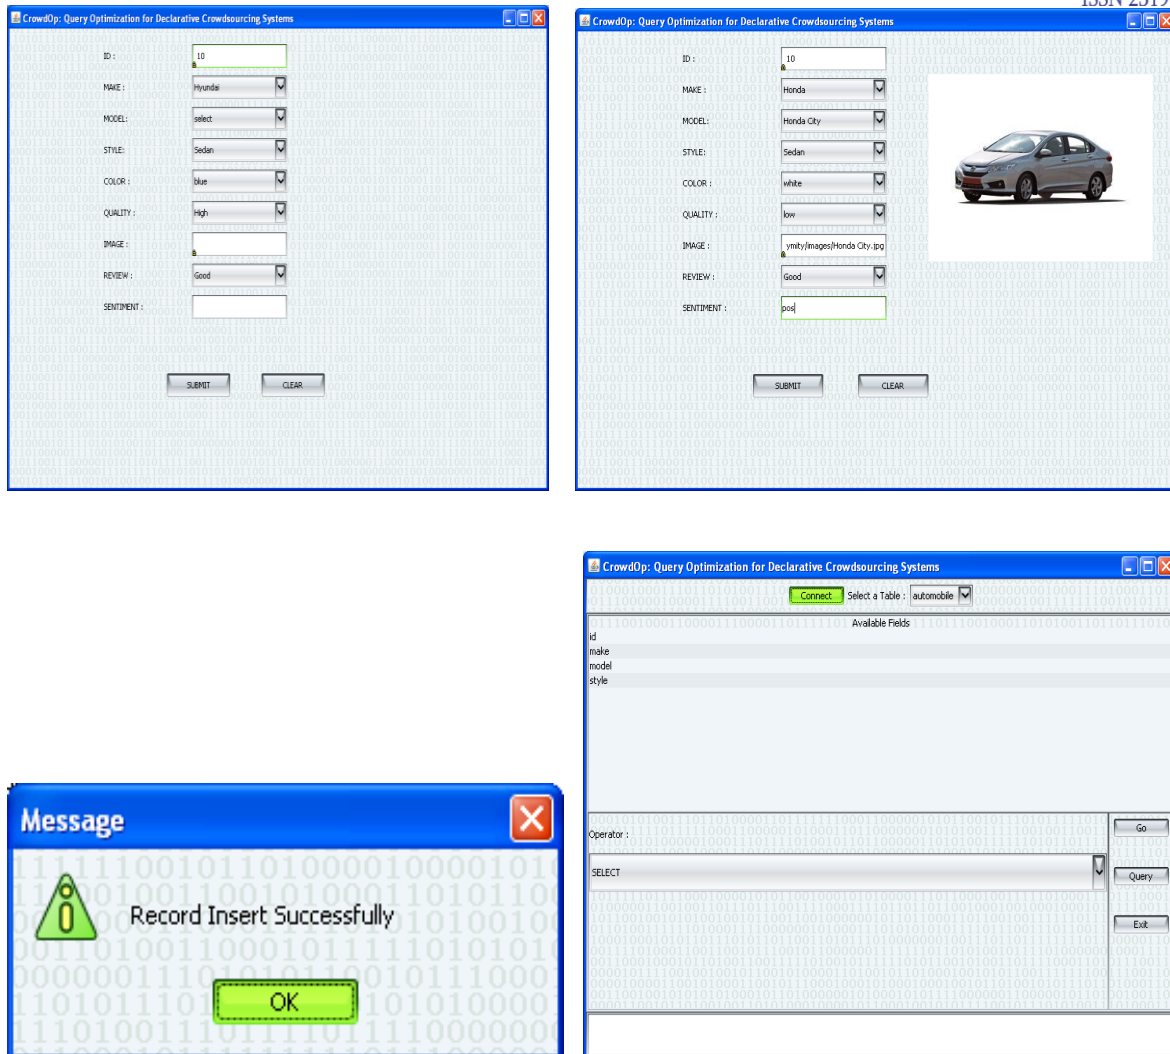 ISSN 2319
CrowdOp: Query Optimization for Declarative Crowdsourcing Systems
ID : 10
MAKE : Hyundai
MODEL: select
STYLE: Sedan
COLOR : blue
QUALITY : High
IMAGE :
REVIEW : Good
SENTIMENT :
SUBMIT CLEAR
CrowdOp: Query Optimization for Declarative Crowdsourcing Systems
ID : 10
MAKE : Honda
MODEL: Honda City
STYLE: Sedan
COLOR : white
QUALITY : low
IMAGE : ymity/images/Honda City.jpg
REVIEW : Good
SENTIMENT : pos
SUBMIT CLEAR
Message
Record Insert Successfully
OK
CrowdOp: Query Optimization for Declarative Crowdsourcing Systems
Connect Select a Table : automobile
Available Fields
id
make
model
style
Operator :
SELECT
Go
Query
Exit